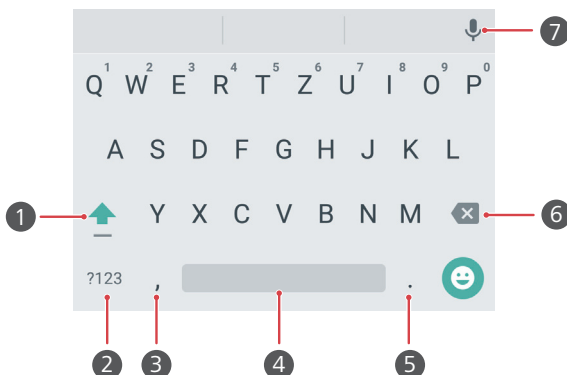 7
1 2 3 4 5 6 7 8 9 0
Q W E R T Z U I O P
A S D F G H J K L
1 Y X C V B N M 6
?123 , .
2 3 4 5